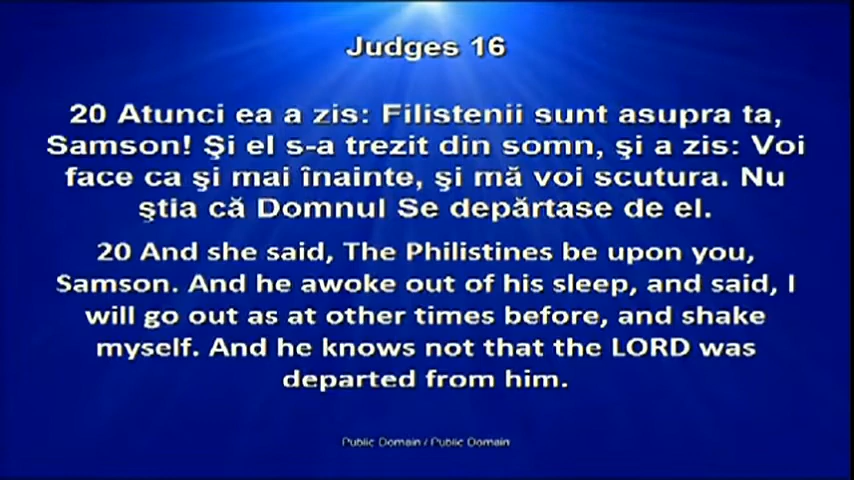 Judges 16
20 Atunci ea a zis: Filistenii sunt asupra ta,
Samson! Şi el s-a trezit din somn, şi a zis: Voi
face ca şi mai înainte, şi mă voi scutura. Nu
ştia că Domnul Se depărtase de el.
20 And she said, The Philistines be upon you,
Samson. And he awoke out of his sleep, and said, I
will go out as at other times before, and shake
myself. And he knows not that the LORD was
departed from him.
Public Domain / Public Domain